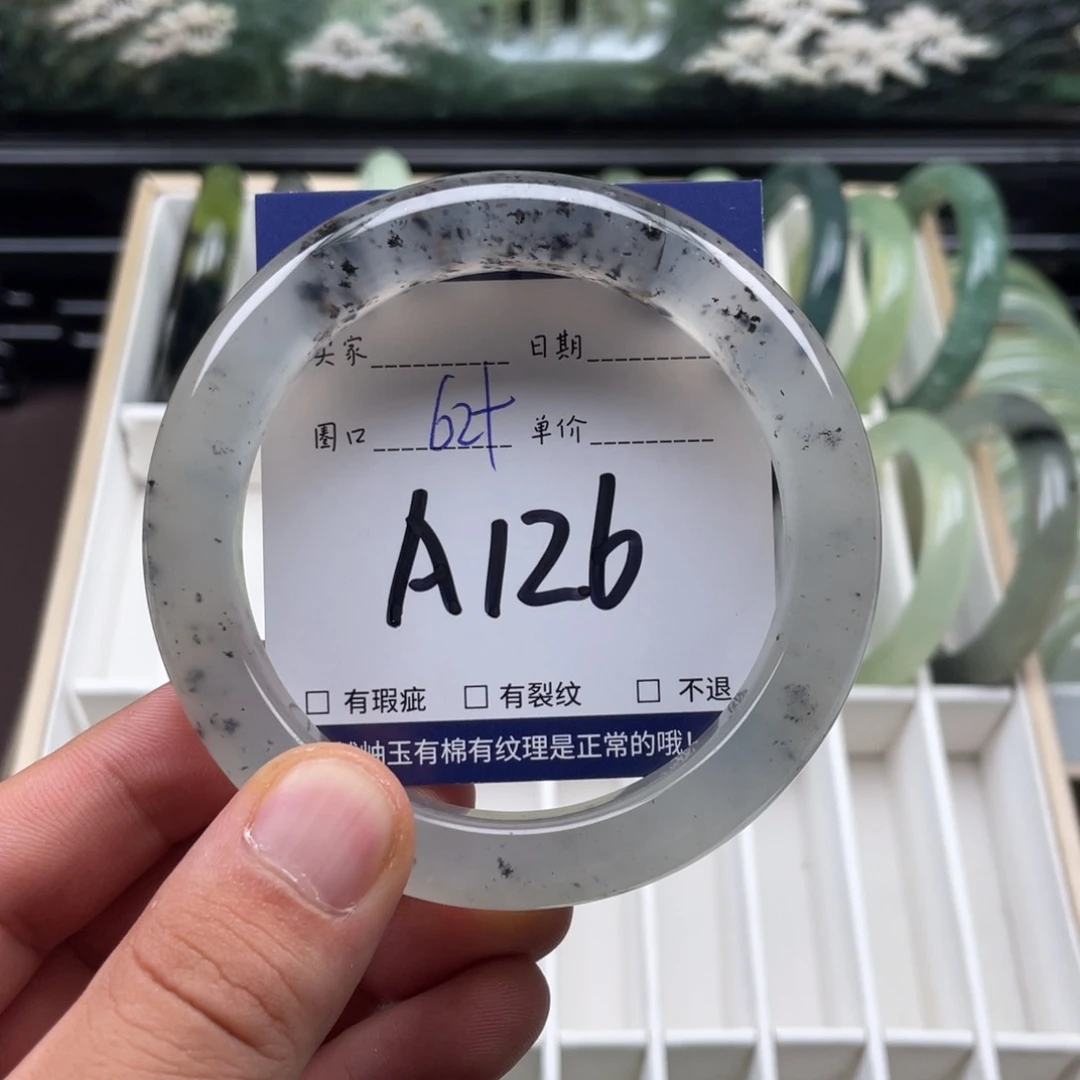 买家 日期
圈口 62+ 单价
A126
□ 有瑕疵 □ 有裂纹 □ 不退
岫玉有棉有纹理是正常的哦!